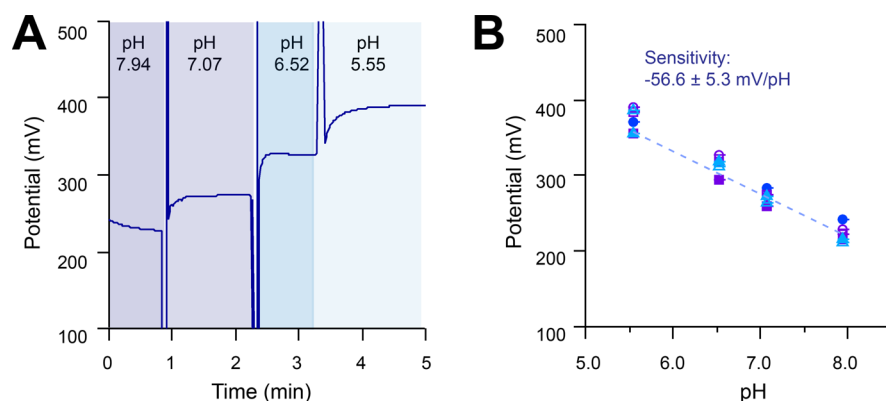 A
500
400
300
200
100
Potential (mV)
pH
7.94
pH
7.07
pH
6.52
pH
5.55
0
1
2
3
4
5
Time (min)
B
500
400
300
200
100
Potential (mV)
Sensitivity:
-56.6 ± 5.3 mV/pH
5.0
6.0
7.0
8.0
pH